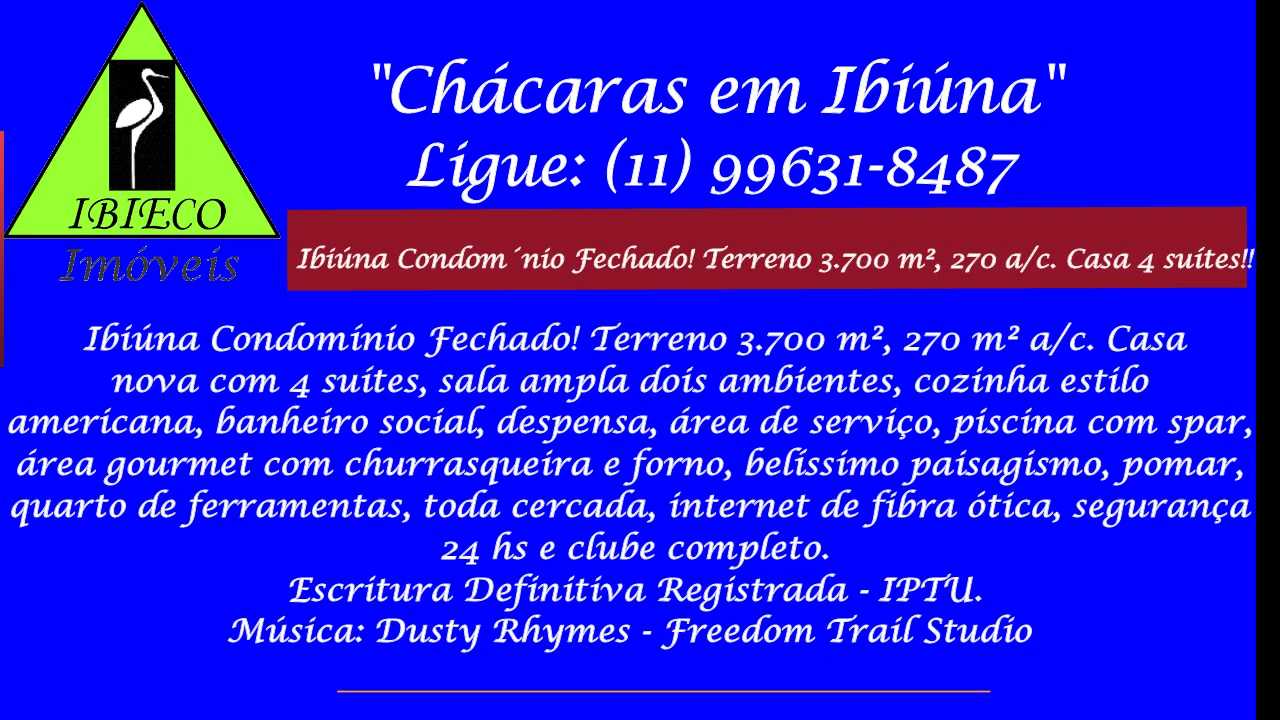 "Chácaras em Ibiúna"
Ligue: (11) 99631-8487
IBIECO
Imóveis
Ibiúna Condom´nio Fechado! Terreno 3.700 m², 270 a/c. Casa 4 suítes!!
Ibiúna Condomínio Fechado! Terreno 3.700 m², 270 m² a/c. Casa
nova com 4 suítes, sala ampla dois ambientes, cozinha estilo
americana, banheiro social, despensa, área de serviço, piscina com spar,
área gourmet com churrasqueira e forno, belíssimo paisagismo, pomar,
quarto de ferramentas, toda cercada, internet de fibra ótica, segurança
24 hs e clube completo.
Escritura Definitiva Registrada - IPTU.
Música: Dusty Rhymes - Freedom Trail Studio